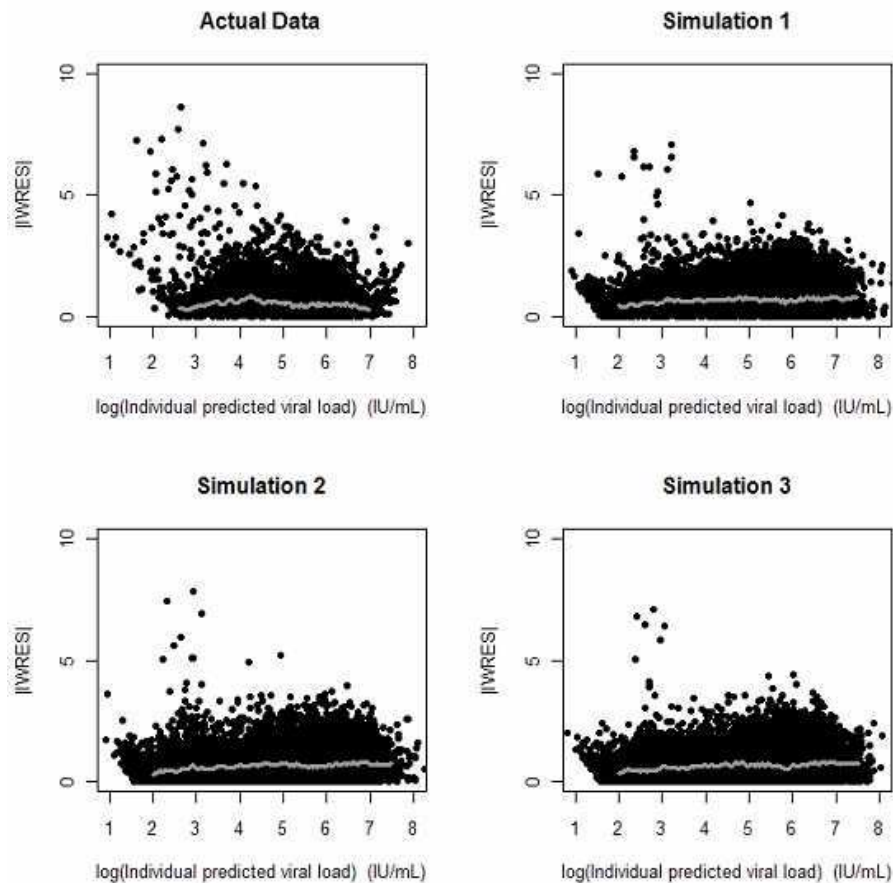 Actual Data
|IWRES|
10
5
0
1 2 3 4 5 6 7 8
log(Individual predicted viral load) (IU/mL)
Simulation 1
|IWRES|
10
5
0
1 2 3 4 5 6 7 8
log(Individual predicted viral load) (IU/mL)
Simulation 2
|IWRES|
10
5
0
1 2 3 4 5 6 7 8
log(Individual predicted viral load) (IU/mL)
Simulation 3
|IWRES|
10
5
0
1 2 3 4 5 6 7 8
log(Individual predicted viral load) (IU/mL)